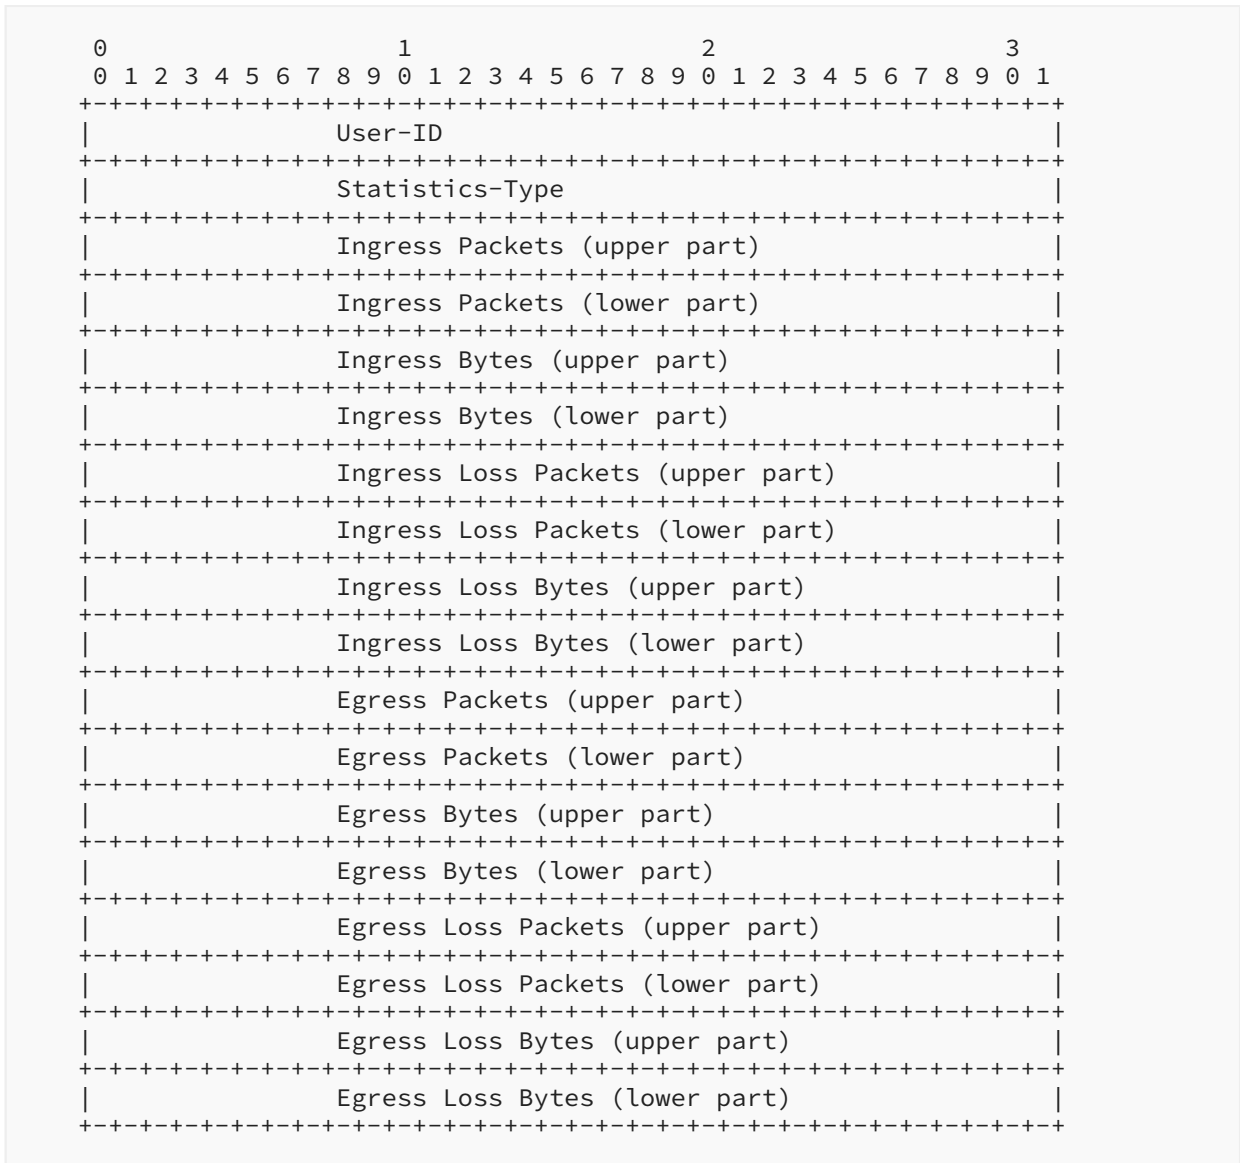 0                   1                   2                   3
 0 1 2 3 4 5 6 7 8 9 0 1 2 3 4 5 6 7 8 9 0 1 2 3 4 5 6 7 8 9 0 1
+-+-+-+-+-+-+-+-+-+-+-+-+-+-+-+-+-+-+-+-+-+-+-+-+-+-+-+-+-+-+-+-+
|                User-ID                                        |
+-+-+-+-+-+-+-+-+-+-+-+-+-+-+-+-+-+-+-+-+-+-+-+-+-+-+-+-+-+-+-+-+
|                Statistics-Type                                |
+-+-+-+-+-+-+-+-+-+-+-+-+-+-+-+-+-+-+-+-+-+-+-+-+-+-+-+-+-+-+-+-+
|                Ingress Packets (upper part)                   |
+-+-+-+-+-+-+-+-+-+-+-+-+-+-+-+-+-+-+-+-+-+-+-+-+-+-+-+-+-+-+-+-+
|                Ingress Packets (lower part)                   |
+-+-+-+-+-+-+-+-+-+-+-+-+-+-+-+-+-+-+-+-+-+-+-+-+-+-+-+-+-+-+-+-+
|                Ingress Bytes (upper part)                     |
+-+-+-+-+-+-+-+-+-+-+-+-+-+-+-+-+-+-+-+-+-+-+-+-+-+-+-+-+-+-+-+-+
|                Ingress Bytes (lower part)                     |
+-+-+-+-+-+-+-+-+-+-+-+-+-+-+-+-+-+-+-+-+-+-+-+-+-+-+-+-+-+-+-+-+
|                Ingress Loss Packets (upper part)              |
+-+-+-+-+-+-+-+-+-+-+-+-+-+-+-+-+-+-+-+-+-+-+-+-+-+-+-+-+-+-+-+-+
|                Ingress Loss Packets (lower part)              |
+-+-+-+-+-+-+-+-+-+-+-+-+-+-+-+-+-+-+-+-+-+-+-+-+-+-+-+-+-+-+-+-+
|                Ingress Loss Bytes (upper part)                |
+-+-+-+-+-+-+-+-+-+-+-+-+-+-+-+-+-+-+-+-+-+-+-+-+-+-+-+-+-+-+-+-+
|                Ingress Loss Bytes (lower part)                |
+-+-+-+-+-+-+-+-+-+-+-+-+-+-+-+-+-+-+-+-+-+-+-+-+-+-+-+-+-+-+-+-+
|                Egress Packets (upper part)                    |
+-+-+-+-+-+-+-+-+-+-+-+-+-+-+-+-+-+-+-+-+-+-+-+-+-+-+-+-+-+-+-+-+
|                Egress Packets (lower part)                    |
+-+-+-+-+-+-+-+-+-+-+-+-+-+-+-+-+-+-+-+-+-+-+-+-+-+-+-+-+-+-+-+-+
|                Egress Bytes (upper part)                      |
+-+-+-+-+-+-+-+-+-+-+-+-+-+-+-+-+-+-+-+-+-+-+-+-+-+-+-+-+-+-+-+-+
|                Egress Bytes (lower part)                      |
+-+-+-+-+-+-+-+-+-+-+-+-+-+-+-+-+-+-+-+-+-+-+-+-+-+-+-+-+-+-+-+-+
|                Egress Loss Packets (upper part)               |
+-+-+-+-+-+-+-+-+-+-+-+-+-+-+-+-+-+-+-+-+-+-+-+-+-+-+-+-+-+-+-+-+
|                Egress Loss Packets (lower part)               |
+-+-+-+-+-+-+-+-+-+-+-+-+-+-+-+-+-+-+-+-+-+-+-+-+-+-+-+-+-+-+-+-+
|                Egress Loss Bytes (upper part)                 |
+-+-+-+-+-+-+-+-+-+-+-+-+-+-+-+-+-+-+-+-+-+-+-+-+-+-+-+-+-+-+-+-+
|                Egress Loss Bytes (lower part)                 |
+-+-+-+-+-+-+-+-+-+-+-+-+-+-+-+-+-+-+-+-+-+-+-+-+-+-+-+-+-+-+-+-+